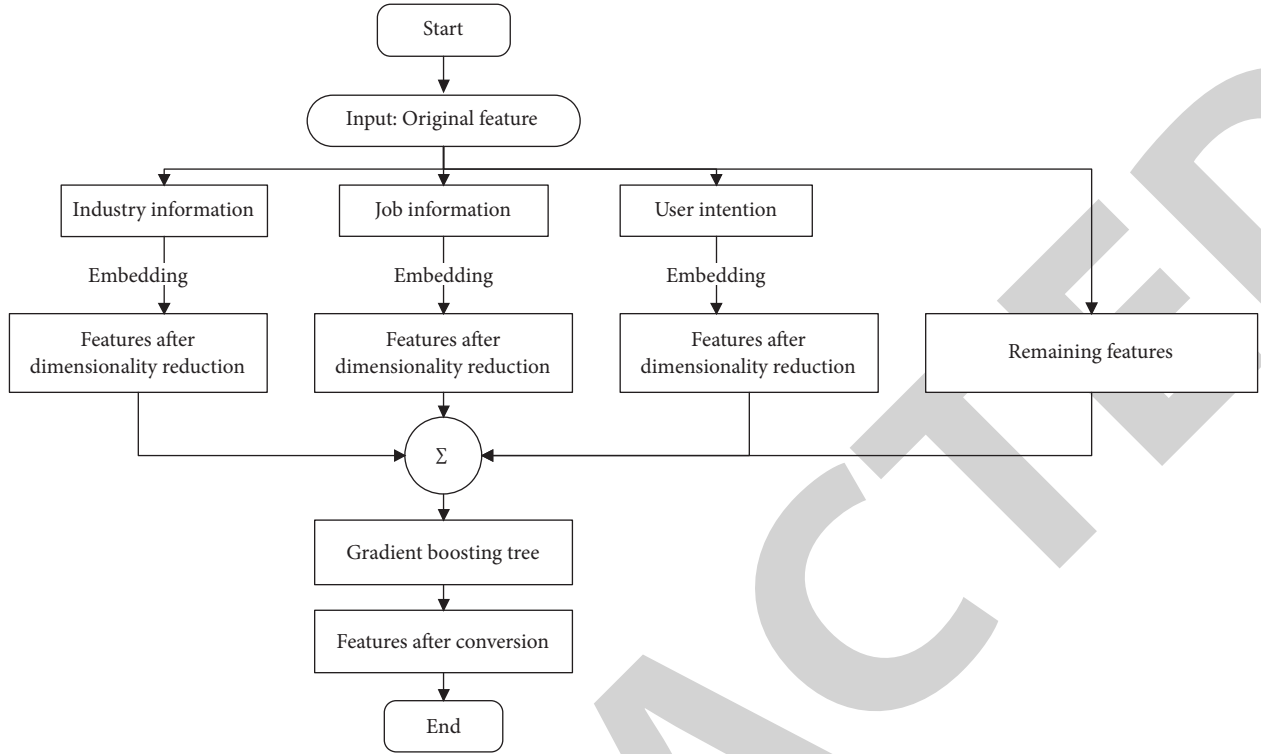 Start
Input: Original feature
Industry information
Job information
User intention
Embedding
Embedding
Embedding
Features after
dimensionality reduction
Features after
dimensionality reduction
Features after
dimensionality reduction
Remaining features
Σ
Gradient boosting tree
Features after conversion
End
ACTED